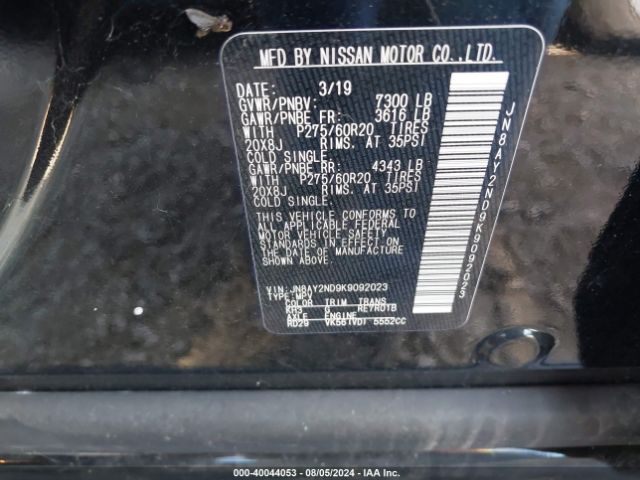 MFD BY NISSAN MOTOR CO.,LTD.
DATE: 3/19
GVWR/PNBV: 7300 LB
GAWR/PNBE FR: 3616 LB
WITH P275/60R20 TIRES
20X8J RIMS. AT 35PSI
COLD SINGLE.
GAWR/PNBE RR: 4343 LB
WITH P275/60R20 TIRES
20X8J RIMS. AT 35PSI
COLD SINGLE.
THIS VEHICLE CONFORMS TO
ALL APPLICABLE FEDERAL
MOTOR VEHICLE SAFETY
STANDARDS IN EFFECT ON
THE DATE OF MANUFACTURE
SHOWN ABOVE.
VIN: JN8AY2ND9K9092023
TYPE: MPV
COLOR TRIM TRANS
KH3 G RE7R01B
AXLE ENGINE
RD29 VK56(VD) 5552CC
JN8AY2ND9K9092023
000-40044053 - 08/05/2024 - IAA Inc.